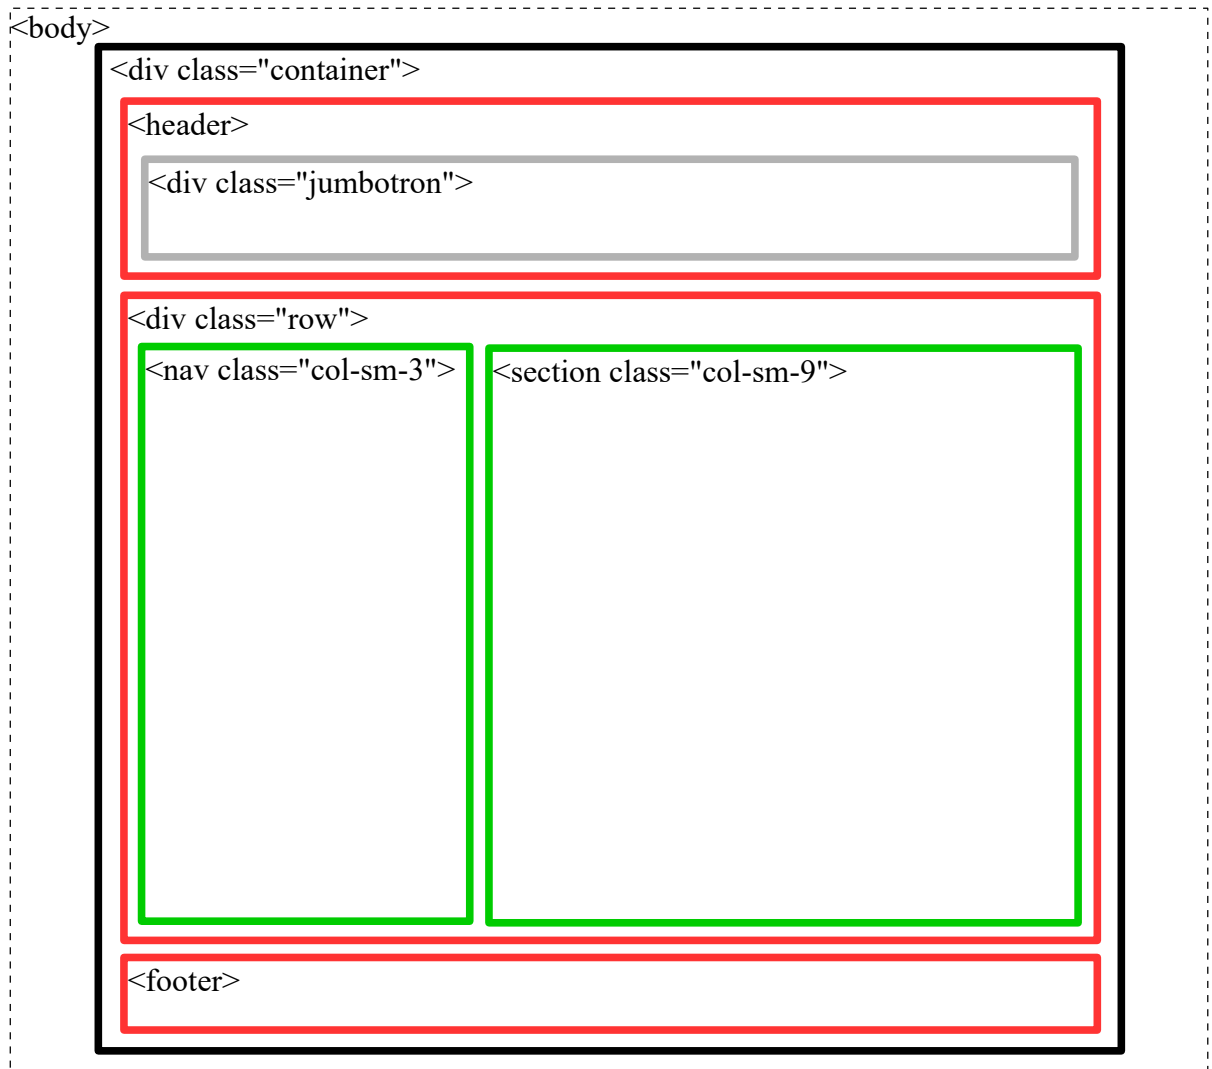 <body>
<div class="container">
<header>
<div class="jumbotron">
<div class="row">
<nav class="col-sm-3">
<section class="col-sm-9">
<footer>